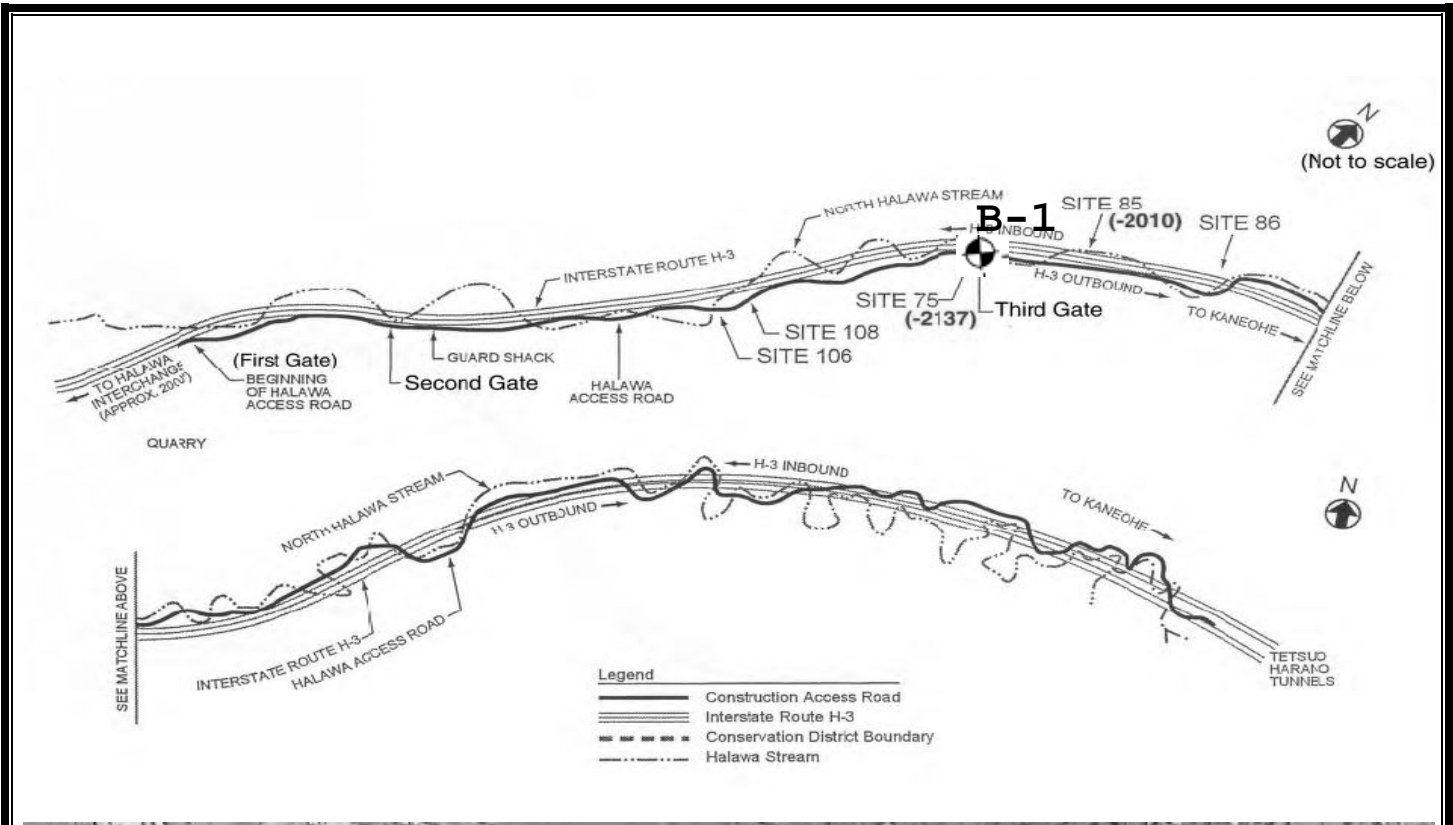 N
(Not to scale)
NORTH HALAWA STREAM
B-1
H-3 INBOUND
SITE 85
(-2010)
SITE 86
INTERSTATE ROUTE H-3
H-3 OUTBOUND
SITE 75
(-2137)
Third Gate
TO KANEOHE
SEE MATCHLINE BELOW
SITE 108
SITE 106
GUARD SHACK
(First Gate)
BEGINNING
OF HALAWA
ACCESS ROAD
Second Gate
HALAWA
ACCESS ROAD
TO HALAWA
INTERCHANGE
QUARRY
NORTH HALAWA STREAM
H-3 INBOUND
H-3 OUTBOUND
TO KANEOHE
N
SEE MATCHLINE ABOVE
INTERSTATE ROUTE H-3
HALAWA ACCESS ROAD
TETSUO
HARANO
TUNNELS
Legend
Construction Access Road
Interstate Route H-3
Conservation District Boundary
Halawa Stream